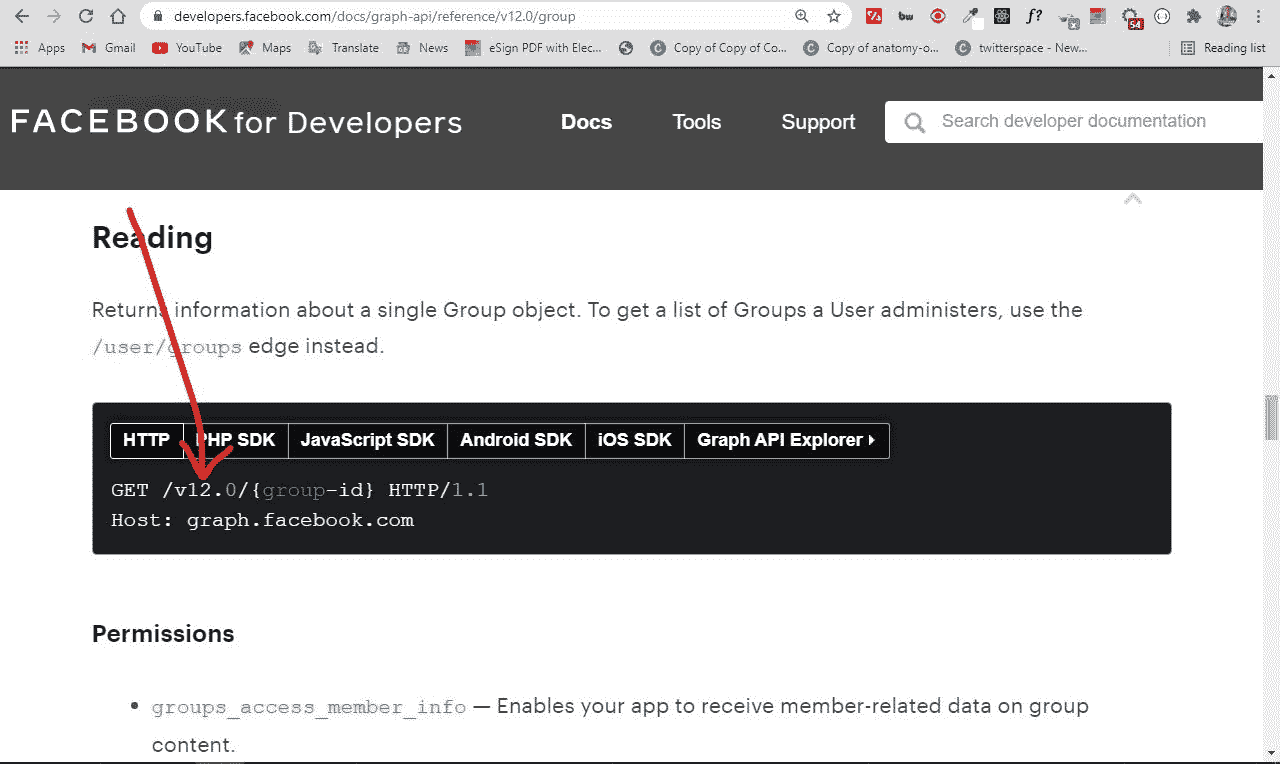 developers.facebook.com/docs/graph-api/reference/v12.0/group
f?
54
Apps Gmail YouTube Maps Translate News eSign PDF with Elec... Copy of Copy of Co... Copy of anatomy-o... twitterspace - New... Reading list
FACEBOOK for Developers Docs Tools Support Search developer documentation
Reading
Returns information about a single Group object. To get a list of Groups a User administers, use the
/user/groups edge instead.
HTTP PHP SDK JavaScript SDK Android SDK iOS SDK Graph API Explorer
GET /v12.0/{group-id} HTTP/1.1
Host: graph.facebook.com
Permissions
• groups_access_member_info — Enables your app to receive member-related data on group
content.